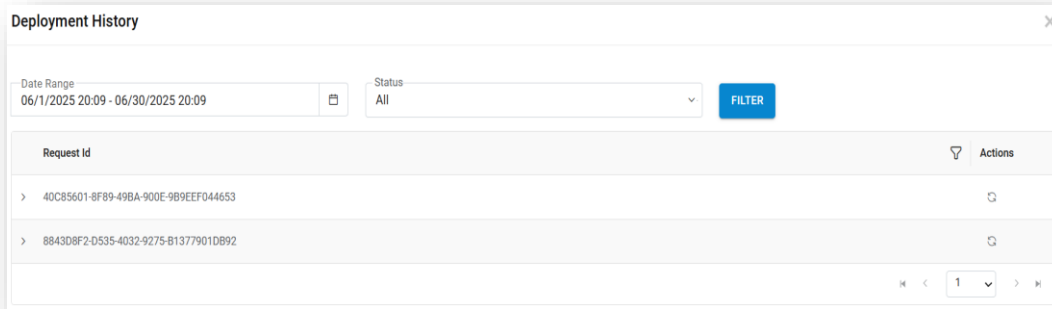 Deployment History
Date Range
06/1/2025 20:09 - 06/30/2025 20:09
Status
All
FILTER
Request Id
Actions
40C85601-8F89-49BA-900E-9B9EEF044653
8843D8F2-D535-4032-9275-B1377901DB92
1